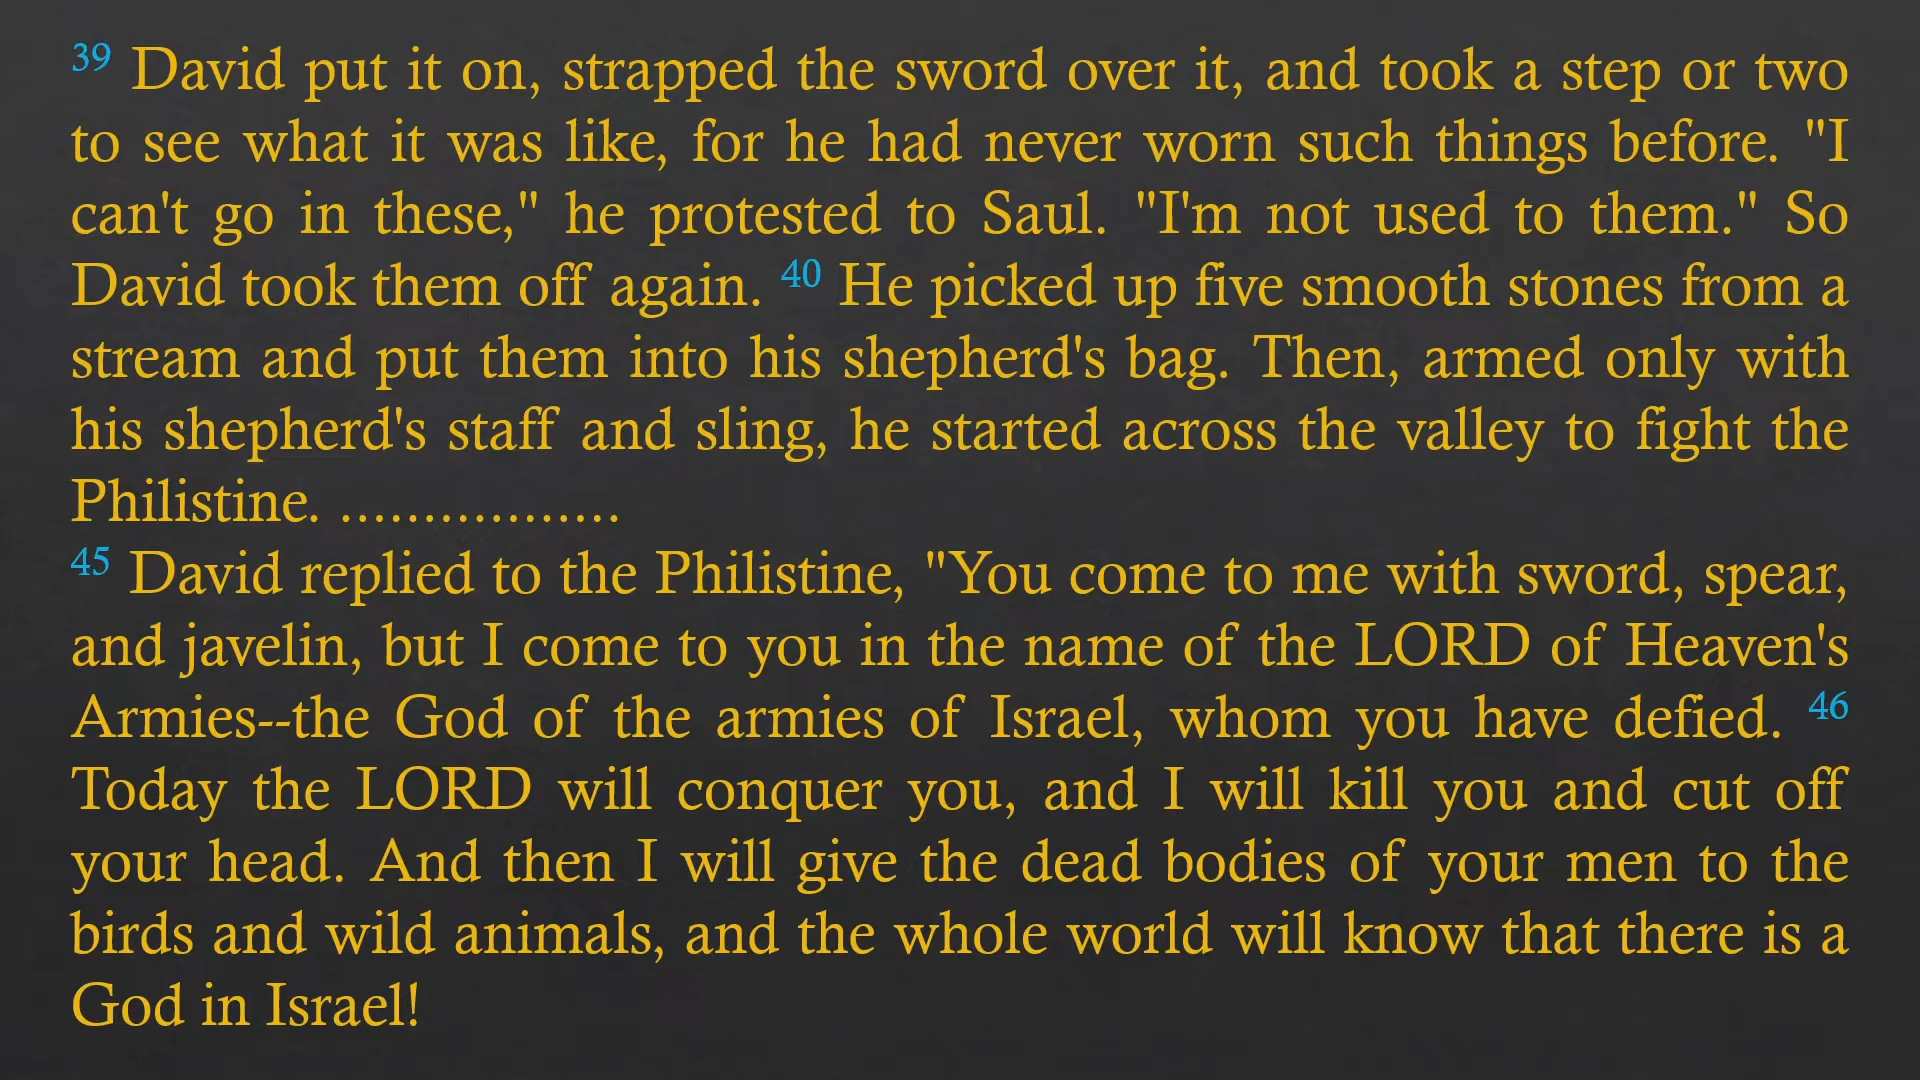 39 David put it on, strapped the sword over it, and took a step or two
to see what it was like, for he had never worn such things before. "I
can't go in these," he protested to Saul. "I'm not used to them." So
David took them off again. 40 He picked up five smooth stones from a
stream and put them into his shepherd's bag. Then, armed only with
his shepherd's staff and sling, he started across the valley to fight the
Philistine. .................
45 David replied to the Philistine, "You come to me with sword, spear,
and javelin, but I come to you in the name of the LORD of Heaven's
Armies--the God of the armies of Israel, whom you have defied. 46
Today the LORD will conquer you, and I will kill you and cut off
your head. And then I will give the dead bodies of your men to the
birds and wild animals, and the whole world will know that there is a
God in Israel!